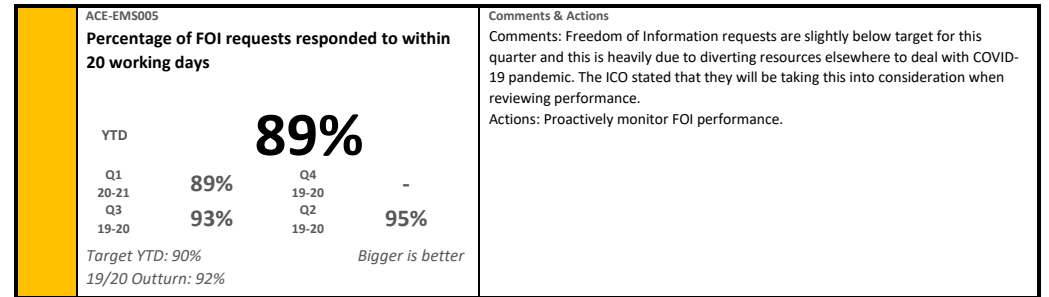 ACE-EMS005
Percentage of FOI requests responded to within
20 working days
YTD
89%
Q1
20-21
89%
Q4
19-20
-
Q3
19-20
93%
Q2
19-20
95%
Target YTD: 90%
Bigger is better
19/20 Outturn: 92%
Comments & Actions
Comments: Freedom of Information requests are slightly below target for this
quarter and this is heavily due to diverting resources elsewhere to deal with COVID-
19 pandemic. The ICO stated that they will be taking this into consideration when
reviewing performance.
Actions: Proactively monitor FOI performance.